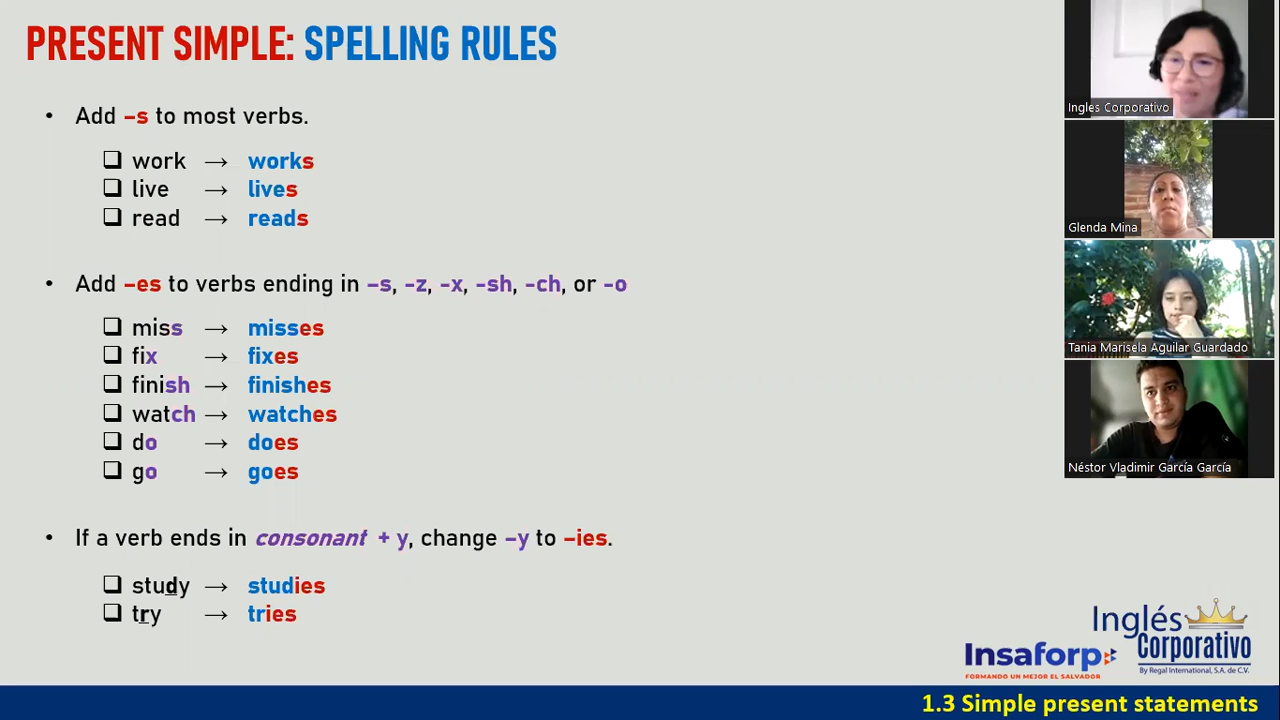 PRESENT SIMPLE: SPELLING RULES
• Add –s to most verbs.
❑ work → works
❑ live → lives
❑ read → reads
• Add –es to verbs ending in –s, -z, -x, -sh, -ch, or -o
❑ miss → misses
❑ fix → fixes
❑ finish → finishes
❑ watch → watches
❑ do → does
❑ go → goes
• If a verb ends in consonant + y, change –y to –ies.
❑ study → studies
❑ try → tries
Ingles Corporativo
Glenda Mina
Tania Marisela Aguilar Guardado
Néstor Vladimir García García
Insaforp
FORMANDO UN MEJOR EL SALVADOR
Inglés
Corporativo
By Regal International, S.A. de C.V.
1.3 Simple present statements